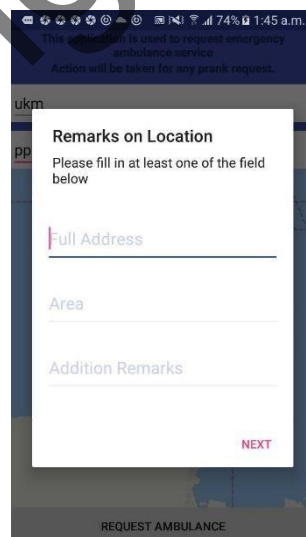 74% 1:45 a.m.
This application is used to request emergency
ambulance service
Action will be taken for any prank request.
ukm
pp
Remarks on Location
Please fill in at least one of the field
below
Full Address
Area
Addition Remarks
NEXT
REQUEST AMBULANCE